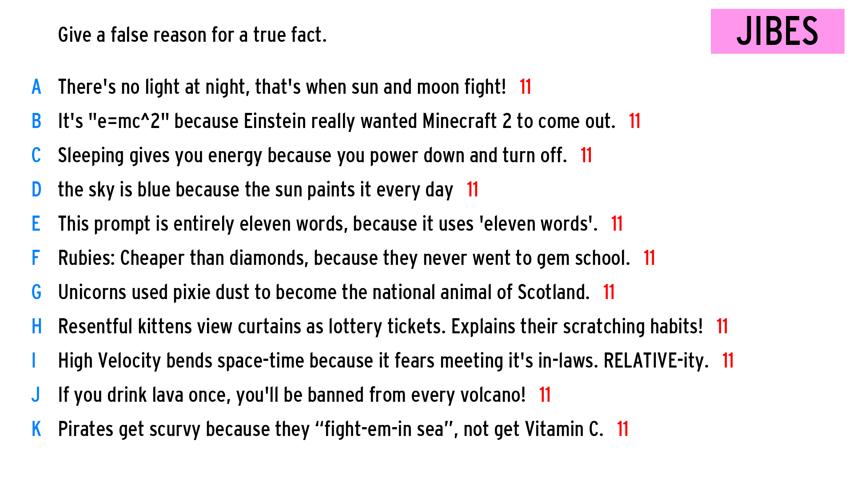 Give a false reason for a true fact.
JIBES
A There's no light at night, that's when sun and moon fight! 11
B It's "e=mc^2" because Einstein really wanted Minecraft 2 to come out. 11
C Sleeping gives you energy because you power down and turn off. 11
D the sky is blue because the sun paints it every day 11
E This prompt is entirely eleven words, because it uses 'eleven words'. 11
F Rubies: Cheaper than diamonds, because they never went to gem school. 11
G Unicorns used pixie dust to become the national animal of Scotland. 11
H Resentful kittens view curtains as lottery tickets. Explains their scratching habits! 11
I High Velocity bends space-time because it fears meeting it's in-laws. RELATIVE-ity. 11
J If you drink lava once, you'll be banned from every volcano! 11
K Pirates get scurvy because they “fight-em-in sea”, not get Vitamin C. 11